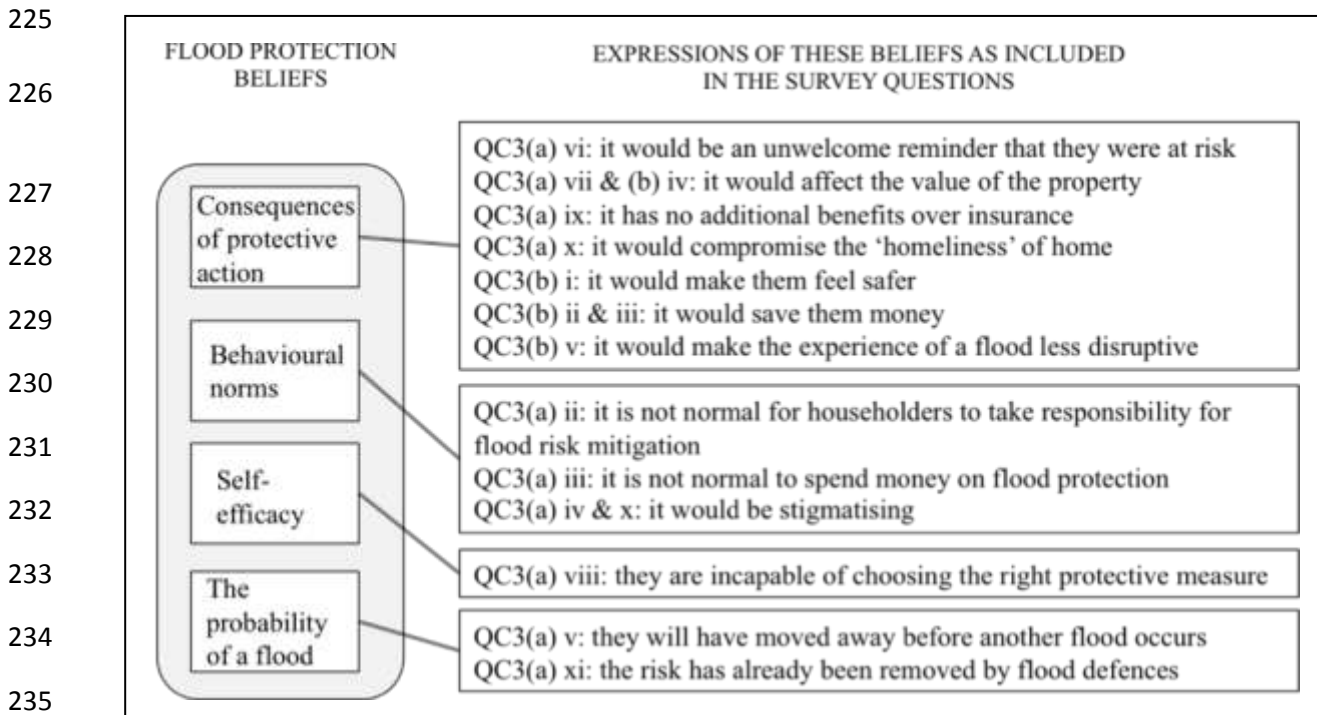 225
226
227
228
229
230
231
232
233
234
235
FLOOD PROTECTION
BELIEFS
EXPRESSIONS OF THESE BELIEFS AS INCLUDED
IN THE SURVEY QUESTIONS
Consequences
of protective
action
QC3(a) vi: it would be an unwelcome reminder that they were at risk
QC3(a) vii & (b) iv: it would affect the value of the property
QC3(a) ix: it has no additional benefits over insurance
QC3(a) x: it would compromise the ‘homeliness’ of home
QC3(b) i: it would make them feel safer
QC3(b) ii & iii: it would save them money
QC3(b) v: it would make the experience of a flood less disruptive
Behavioural
norms
QC3(a) ii: it is not normal for householders to take responsibility for
flood risk mitigation
QC3(a) iii: it is not normal to spend money on flood protection
QC3(a) iv & x: it would be stigmatising
Self-
efficacy
QC3(a) viii: they are incapable of choosing the right protective measure
The
probability
of a flood
QC3(a) v: they will have moved away before another flood occurs
QC3(a) xi: the risk has already been removed by flood defences